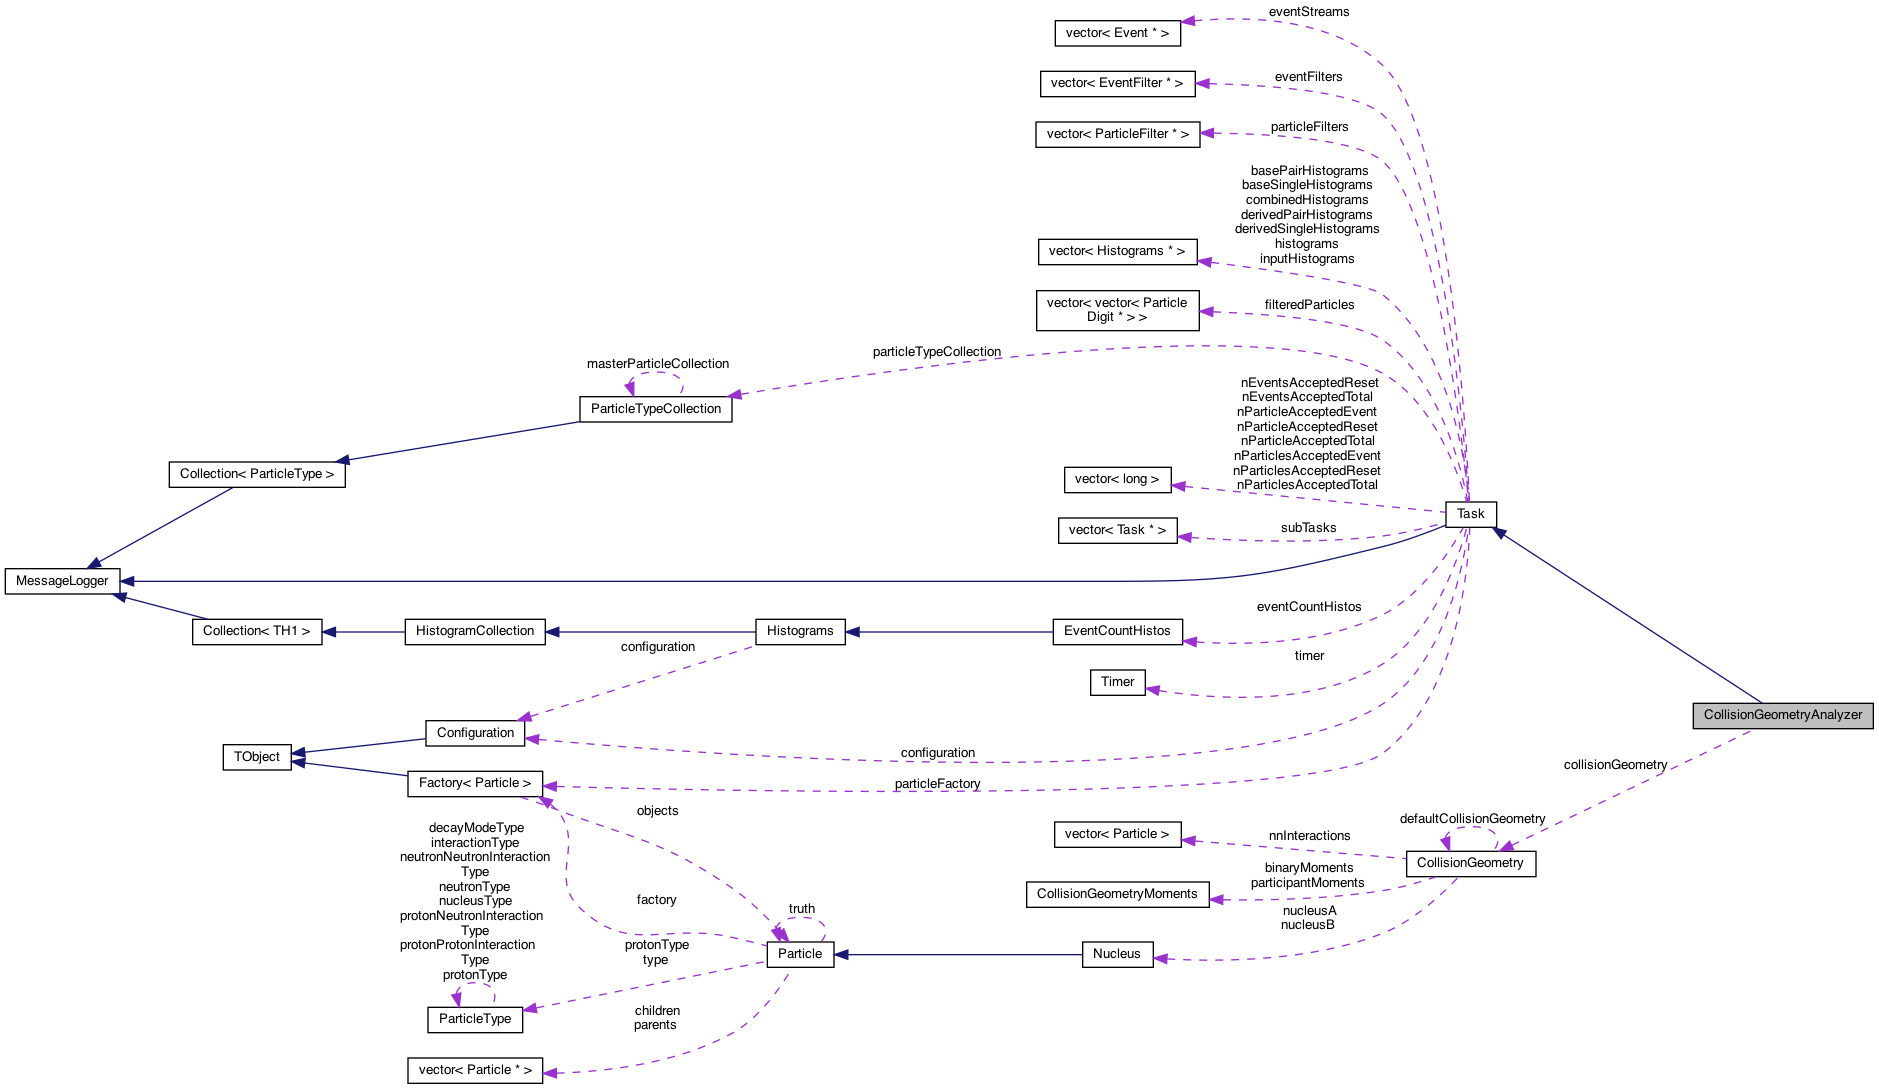 eventStreams
vector< Event * >
eventFilters
vector< EventFilter * >
particleFilters
vector< ParticleFilter * >
basePairHistograms
baseSingleHistograms
combinedHistograms
derivedPairHistograms
derivedSingleHistograms
histograms
inputHistograms
vector< Histograms * >
vector< vector< Particle
Digit * > >
filteredParticles
particleTypeCollection
masterParticleCollection
ParticleTypeCollection
nEventsAcceptedReset
nEventsAcceptedTotal
nParticleAcceptedEvent
nParticleAcceptedReset
nParticleAcceptedTotal
nParticlesAcceptedEvent
nParticlesAcceptedReset
nParticlesAcceptedTotal
Collection< ParticleType >
vector< long >
Task
vector< Task * >
subTasks
MessageLogger
eventCountHistos
Collection< TH1 >
HistogramCollection
Histograms
EventCountHistos
configuration
timer
Timer
CollisionGeometryAnalyzer
Configuration
TObject
configuration
collisionGeometry
Factory< Particle >
particleFactory
objects
defaultCollisionGeometry
vector< Particle >
nnInteractions
CollisionGeometry
decayModeType
interactionType
neutronNeutronInteraction
Type
neutronType
nucleusType
protonNeutronInteraction
Type
protonProtonInteraction
Type
protonType
binaryMoments
participantMoments
CollisionGeometryMoments
factory
truth
nucleusA
nucleusB
protonType
type
Particle
Nucleus
ParticleType
children
parents
vector< Particle * >